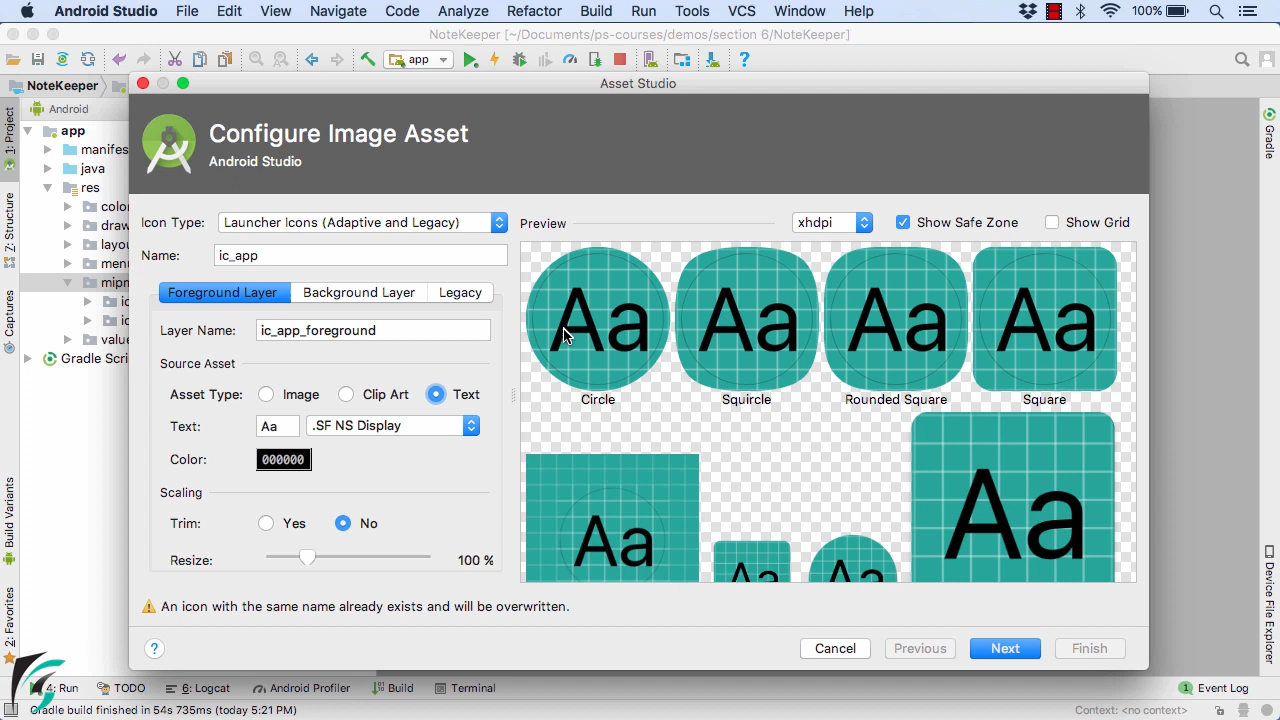 Android Studio File Edit View Navigate Code Analyze Refactor Build Run Tools VCS Window Help 100%
NoteKeeper [~/Documents/ps-courses/demos/section 6/NoteKeeper]
app
NoteKeeper
Asset Studio
Android
1: Project
app
manifes
java
res
colo
draw
layou
menu
mipm
ic
ic
value
Gradle Scri
Z: Structure
Captures
Build Variants
2: Favorites
Gradle
Device File Explorer
Configure Image Asset
Android Studio
Icon Type: Launcher Icons (Adaptive and Legacy)
Name: ic_app
Foreground Layer Background Layer Legacy
Layer Name: ic_app_foreground
Source Asset
Asset Type: Image Clip Art Text
Text: Aa .SF NS Display
Color: 000000
Scaling
Trim: Yes No
Resize: 100 %
Preview xhdpi Show Safe Zone Show Grid
Aa Aa Aa Aa
Circle Squircle Rounded Square Square
Aa Aa Aa Aa
An icon with the same name already exists and will be overwritten.
? Cancel Previous Next Finish
4: Run TODO 6: Logcat Android Profiler Build Terminal 1 Event Log
Gradle build finished in 54s 735ms (today 5:21 PM) Context: <no context>